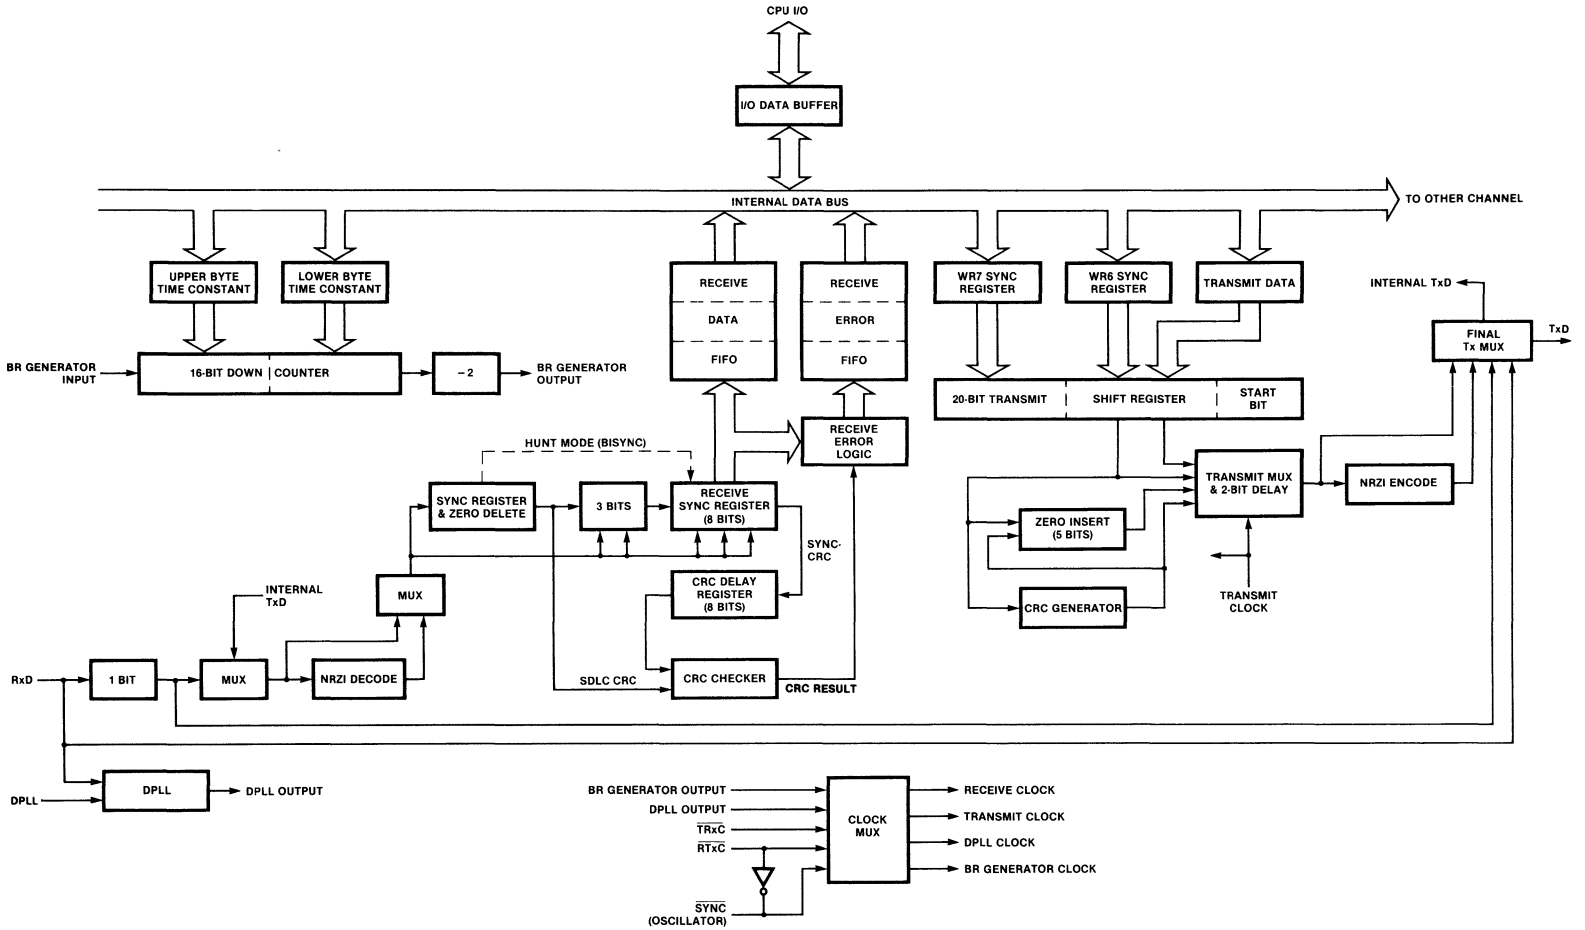 CPU I/O
I/O DATA BUFFER
INTERNAL DATA BUS
TO OTHER CHANNEL
UPPER BYTE
TIME CONSTANT
LOWER BYTE
TIME CONSTANT
RECEIVE
DATA
FIFO
RECEIVE
ERROR
FIFO
WR7 SYNC
REGISTER
WR6 SYNC
REGISTER
TRANSMIT DATA
INTERNAL TxD
FINAL
Tx MUX
TxD
BR GENERATOR
INPUT
16-BIT DOWN
COUNTER
–2
BR GENERATOR
OUTPUT
20-BIT TRANSMIT
SHIFT REGISTER
START
BIT
RECEIVE
ERROR
LOGIC
HUNT MODE (BISYNC)
SYNC REGISTER
& ZERO DELETE
3 BITS
RECEIVE
SYNC REGISTER
(8 BITS)
TRANSMIT MUX
& 2-BIT DELAY
NRZI ENCODE
ZERO INSERT
(5 BITS)
SYNC-
CRC
MUX
CRC DELAY
REGISTER
(8 BITS)
INTERNAL
TxD
CRC GENERATOR
TRANSMIT
CLOCK
RxD
1 BIT
MUX
NRZI DECODE
SDLC CRC
CRC CHECKER
CRC RESULT
DPLL
DPLL
DPLL OUTPUT
BR GENERATOR OUTPUT
DPLL OUTPUT
TRxC
RTxC
SYNC
(OSCILLATOR)
CLOCK
MUX
RECEIVE CLOCK
TRANSMIT CLOCK
DPLL CLOCK
BR GENERATOR CLOCK